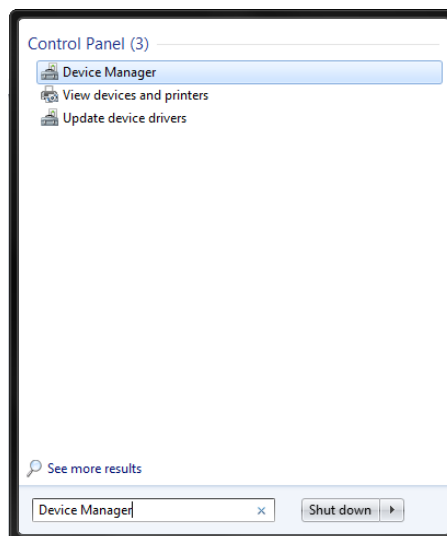 Control Panel (3)
Device Manager
View devices and printers
Update device drivers
See more results
Device Manager
Shut down